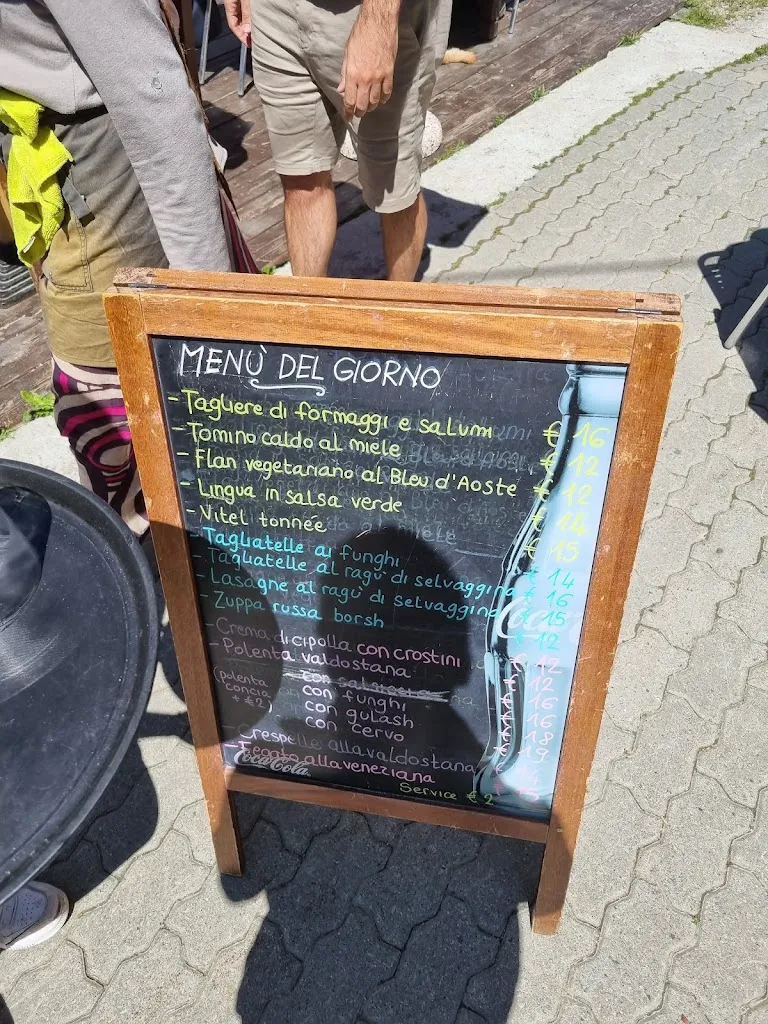 MENÙ DEL GIORNO
- Tagliere di formaggi e salumi € 16
- Tomino caldo al miele € 12
- Flan vegetariano al Bleu d'Aoste € 12
- Lingua in salsa verde € 14
- Vitel tonnée € 15
- Tagliatelle ai funghi € 14
- Tagliatelle al ragù di selvaggina € 16
- Lasagne al ragù di selvaggina € 15
- Zuppa russa borsh € 12
- Crema di cipolla con crostini € 12
- Polenta valdostana 12
con salsiccia 16
(polenta concia + €2)
con funghi 16
con gulash 18
con cervo 19
- Crespelle alla valdostana
- Fegato alla veneziana
Coca-Cola
Service € 2